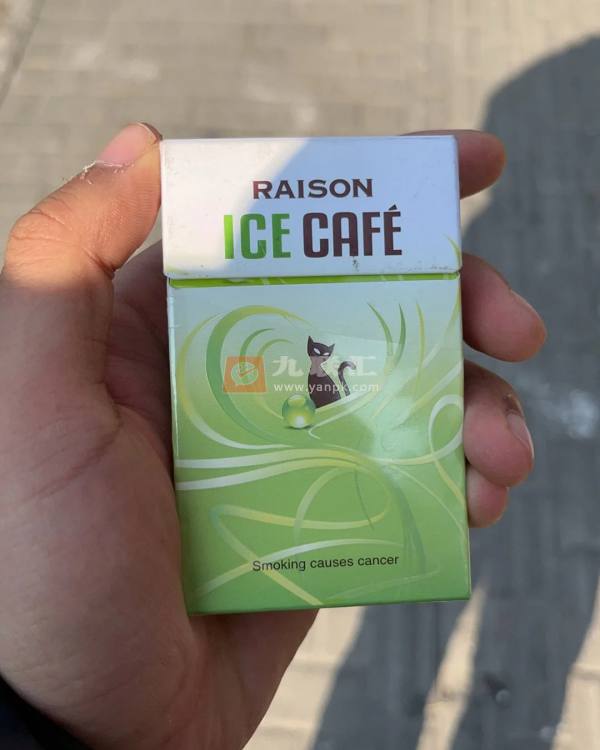 RAISON
ICE CAFÉ
www.yanpk.com
Smoking causes cancer